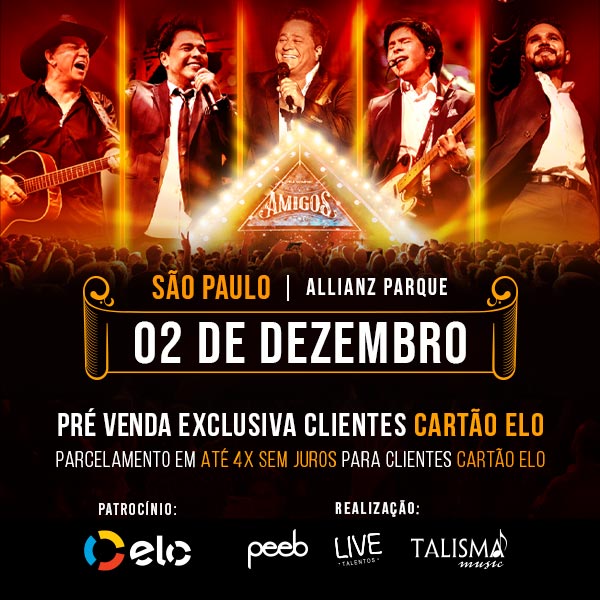 AMIGOS
SÃO PAULO | ALLIANZ PARQUE
02 DE DEZEMBRO
PRÉ VENDA EXCLUSIVA CLIENTES CARTÃO ELO
PARCELAMENTO EM ATÉ 4X SEM JUROS PARA CLIENTES CARTÃO ELO
PATROCÍNIO:
REALIZAÇÃO:
elo
peeb
LIVE
TALENTOS
TALISMA
music